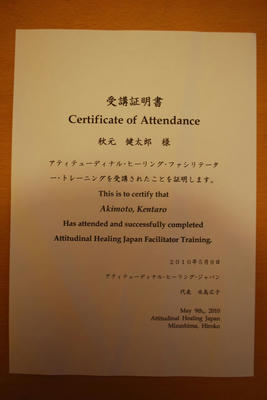 受講証明書
Certificate of Attendance
秋元 健太郎 様
アティテューディナル・ヒーリング・ファシリテータ
ー・トレーニングを受講されたことを証明します。
This is to certify that
Akimoto, Kentaro
Has attended and successfully completed
Attitudinal Healing Japan Facilitator Training.
２０１０年５月９日
アティテューディナル・ヒーリング・ジャパン
代表 水島広子
May 9th,, 2010
Attitudinal Healing Japan
Mizushima, Hiroko